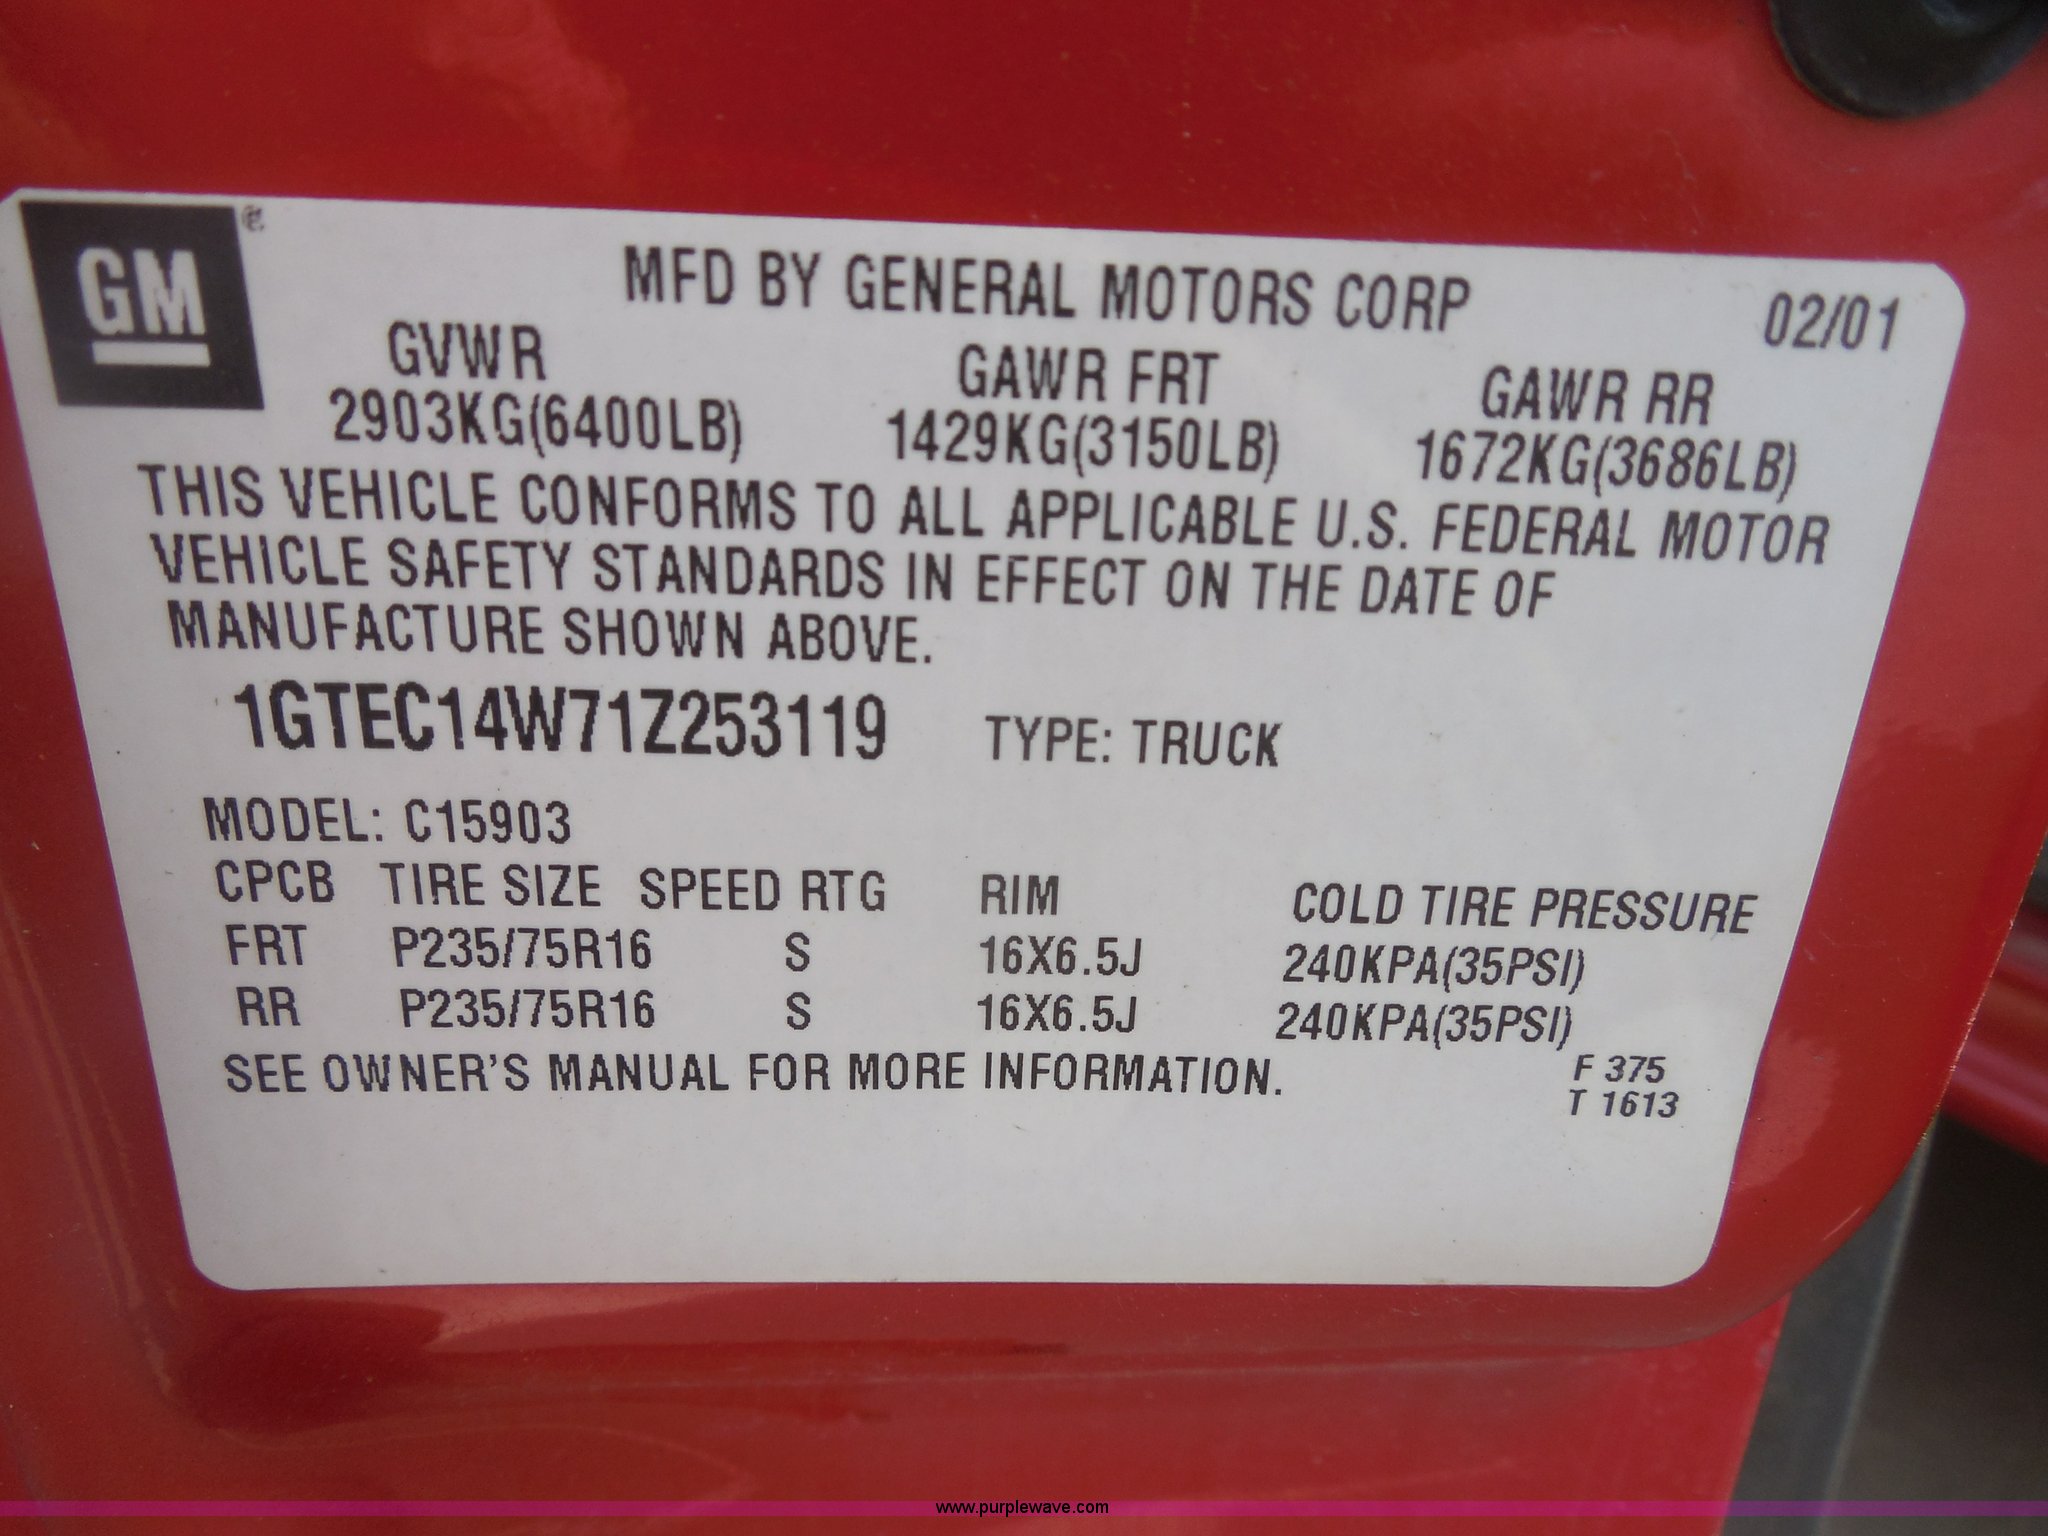 GM ®
MFD BY GENERAL MOTORS CORP 02/01
GVWR GAWR FRT GAWR RR
2903KG(6400LB) 1429KG(3150LB) 1672KG(3686LB)
THIS VEHICLE CONFORMS TO ALL APPLICABLE U.S. FEDERAL MOTOR
VEHICLE SAFETY STANDARDS IN EFFECT ON THE DATE OF
MANUFACTURE SHOWN ABOVE.
1GTEC14W71Z253119 TYPE: TRUCK
MODEL: C15903
CPCB TIRE SIZE SPEED RTG RIM COLD TIRE PRESSURE
FRT P235/75R16 S 16X6.5J 240KPA(35PSI)
RR P235/75R16 S 16X6.5J 240KPA(35PSI)
SEE OWNER'S MANUAL FOR MORE INFORMATION. F 375
T 1613
www.purplewave.com